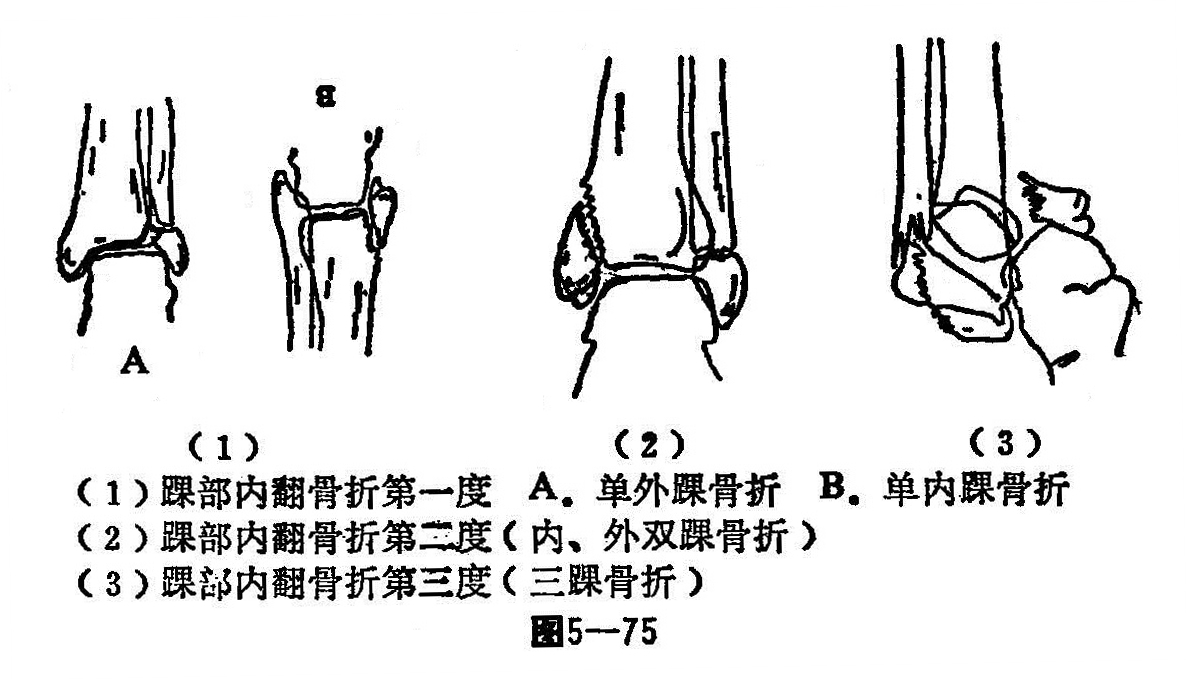 B
A
(1) (2) (3)
(1)踝部内翻骨折第一度 A. 单外踝骨折 B. 单内踝骨折
(2)踝部内翻骨折第二度(内、外双踝骨折)
(3)踝部内翻骨折第三度(三踝骨折)
图5—75